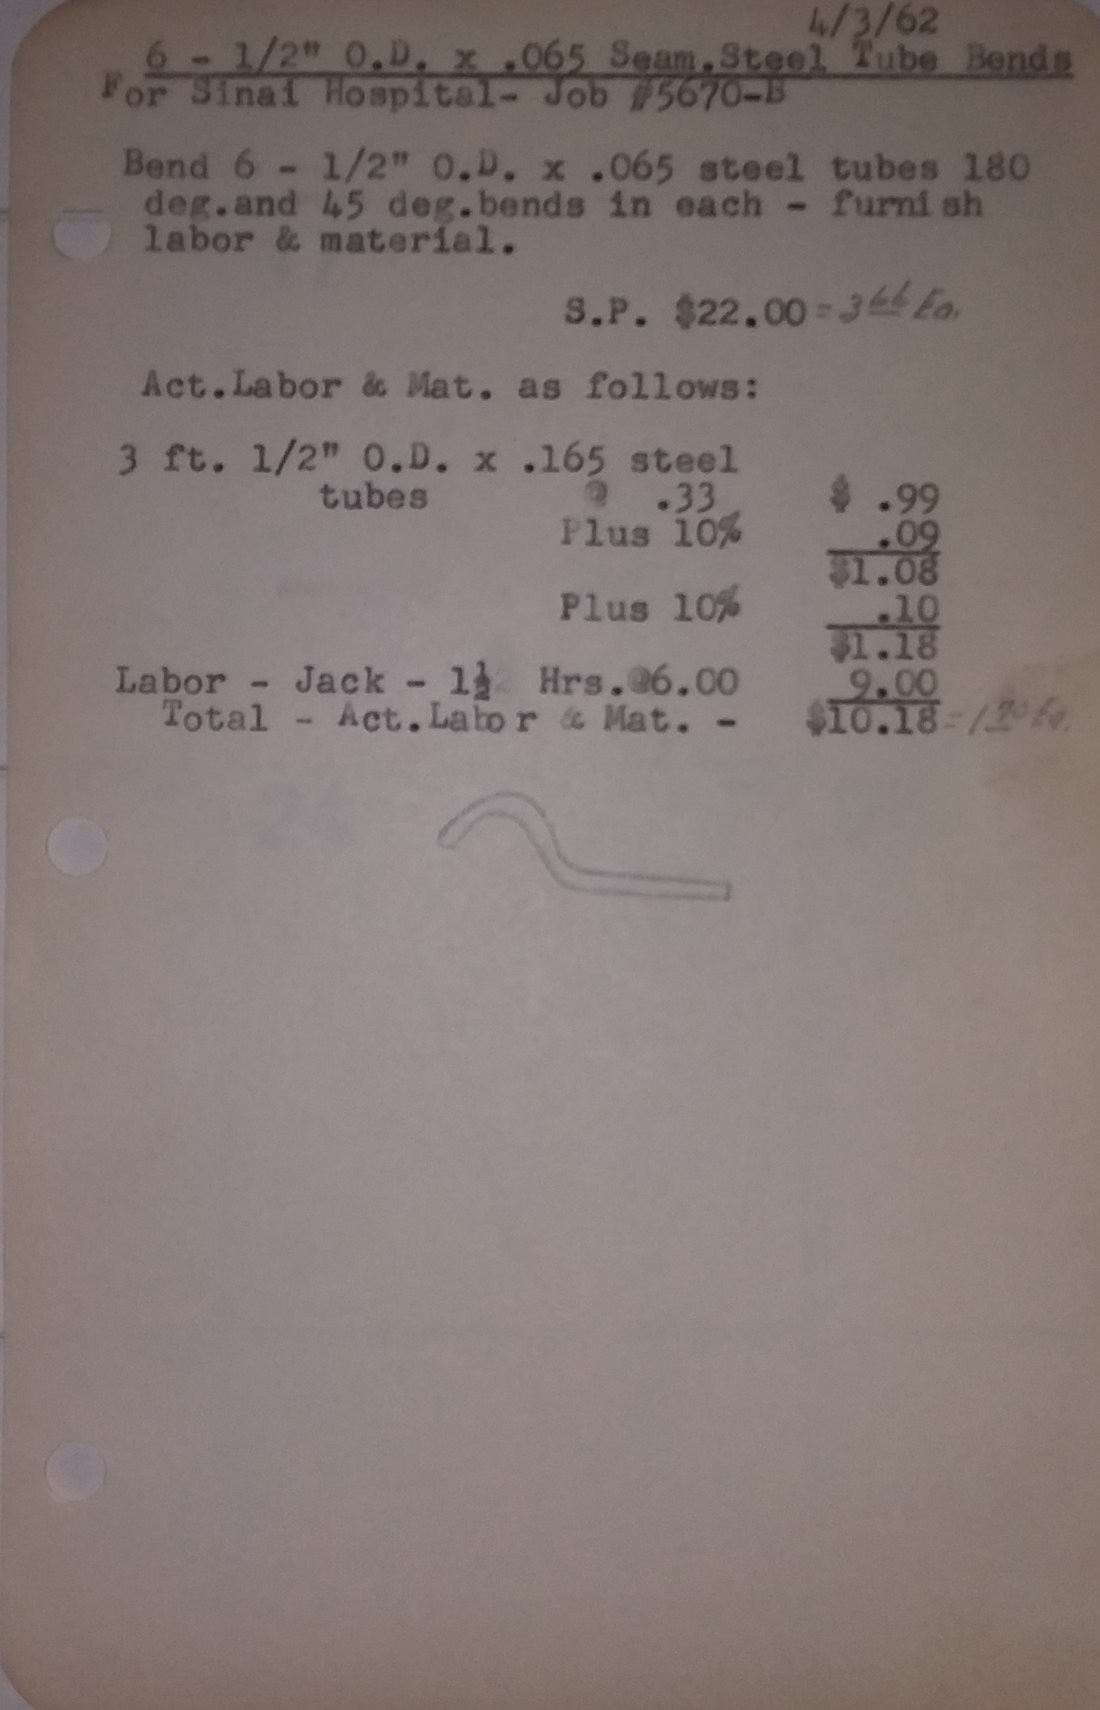 4/3/62
6 - 1/2" O.D. x .065 Seam.Steel Tube Bends
For Sinai Hospital- Job #5670-B
Bend 6 - 1/2" O.D. x .065 steel tubes 180
deg.and 45 deg.bends in each - furnish
labor & material.
S.P. $22.00 = 3 66 Ea.
Act.Labor & Mat. as follows:
3 ft. 1/2" O.D. x .165 steel
tubes @ .33 $ .99
Plus 10% .09
$1.08
Plus 10% .10
$1.18
Labor - Jack - 1½ Hrs.@6.00 9.00
Total - Act.Labor & Mat. - $10.18 = 1 70 Ea.